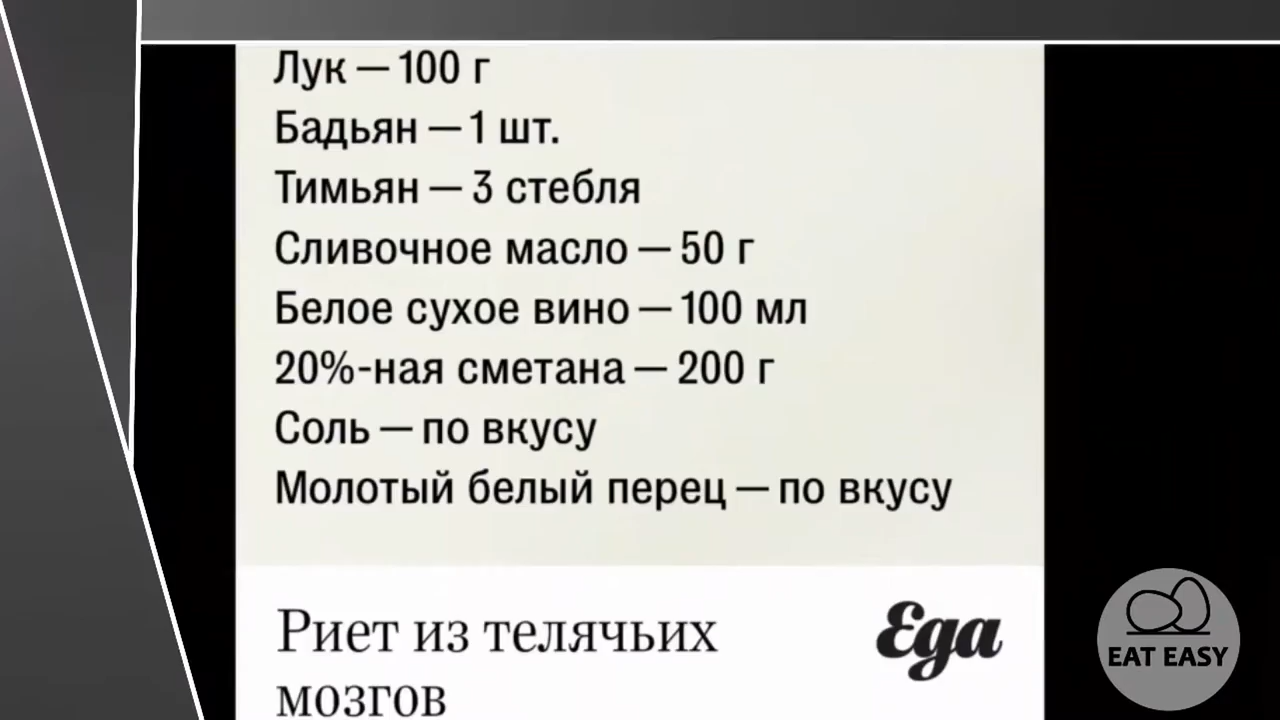 Лук — 100 г
Бадьян — 1 шт.
Тимьян — 3 стебля
Сливочное масло — 50 г
Белое сухое вино — 100 мл
20%-ная сметана — 200 г
Соль — по вкусу
Молотый белый перец — по вкусу
Риет из телячьих
мозгов
Еда
EAT EASY